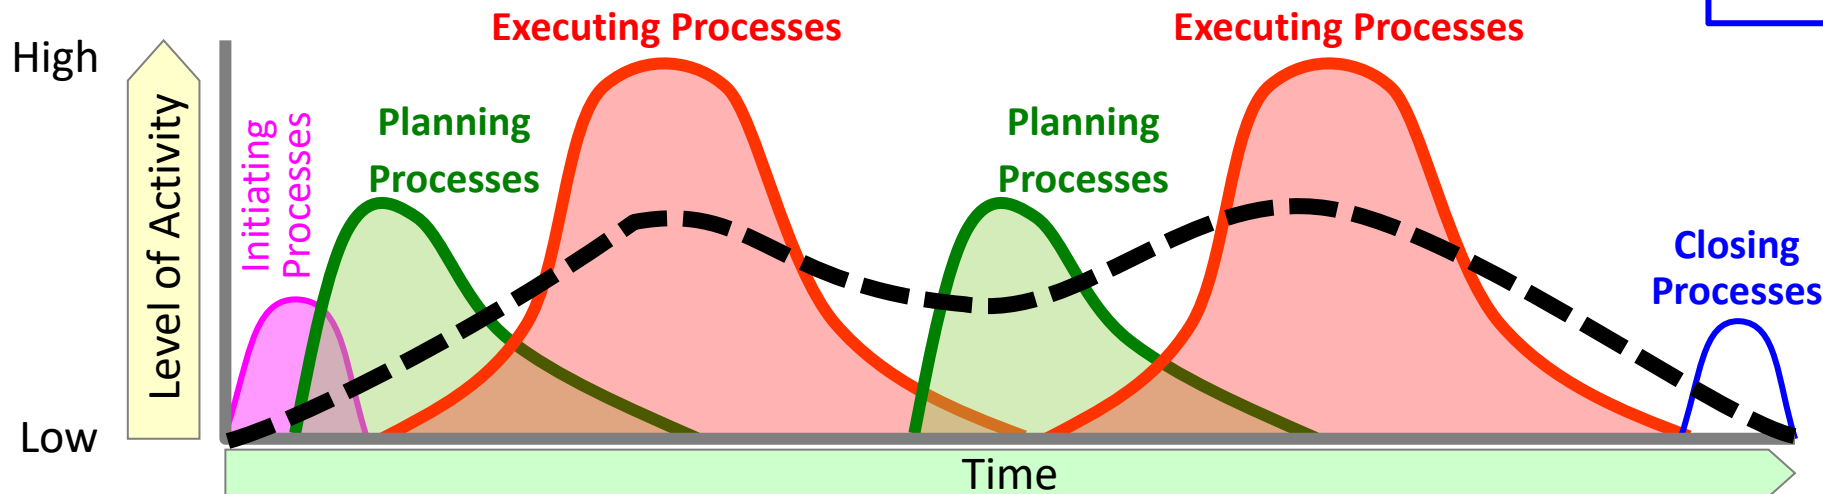 Executing Processes
Executing Processes
High
Level of Activity
Initiating
Processes
Planning
Processes
Planning
Processes
Closing
Processes
Low
Time